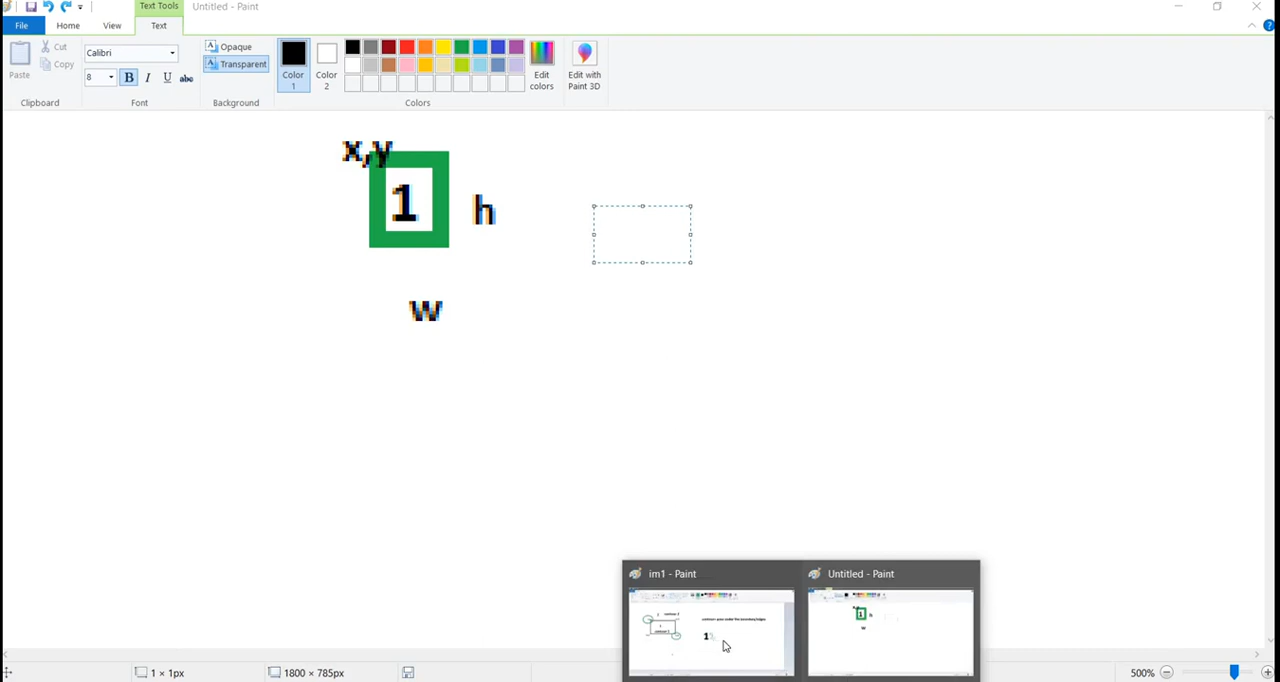 Text Tools
Untitled - Paint
File
Home
View
Text
Paste
Cut
Copy
Clipboard
Calibri
8
B I U abc
Font
Opaque
Transparent
Background
Color 1
Color 2
Edit colors
Edit with Paint 3D
Colors
x,y
1
h
w
im1 - Paint
Untitled - Paint
1 × 1px
1800 × 785px
500%